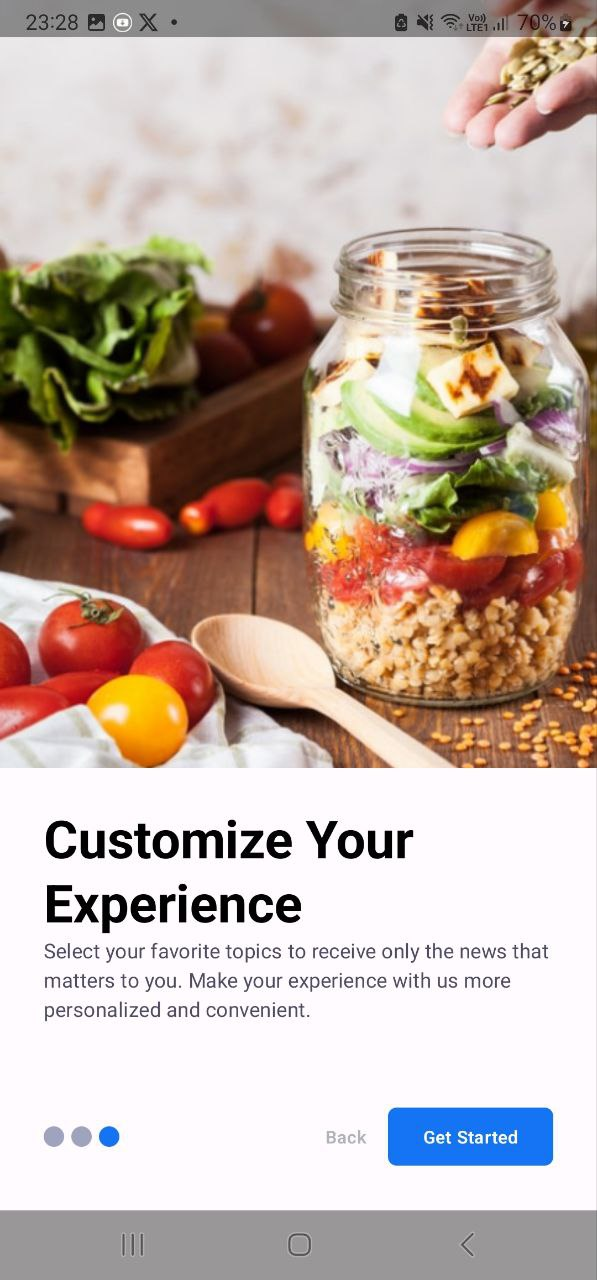 23:28
Vo)) LTE1 70%
Customize Your
Experience
Select your favorite topics to receive only the news that
matters to you. Make your experience with us more
personalized and convenient.
Back Get Started